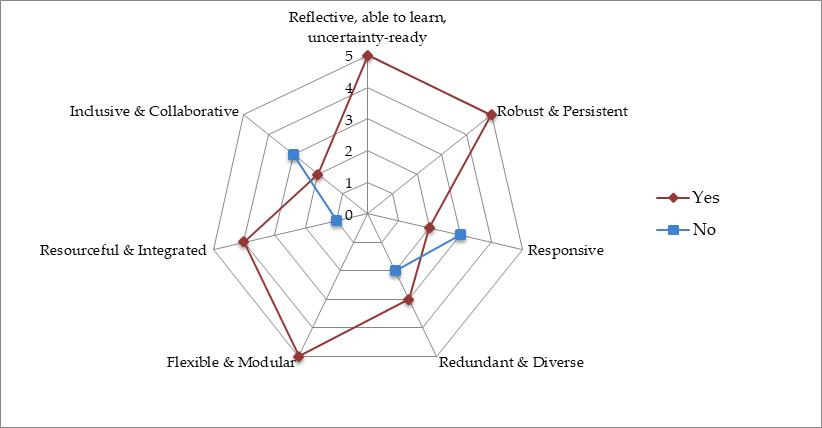 Reflective, able to learn,
uncertainty-ready
5
4
3
2
1
0
Robust & Persistent
Responsive
Redundant & Diverse
Flexible & Modular
Resourceful & Integrated
Inclusive & Collaborative
Yes
No